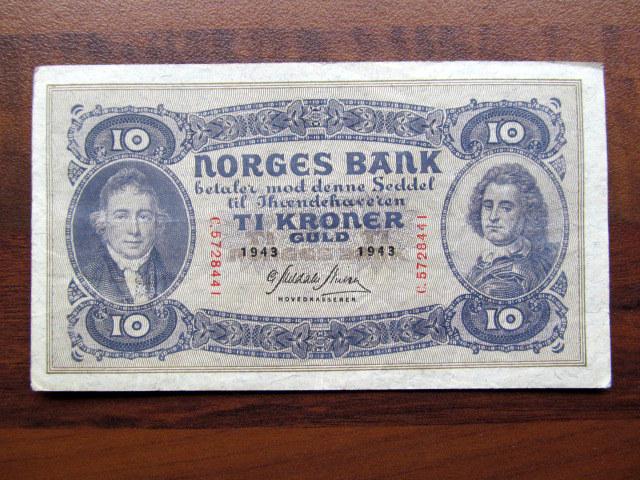 10 10
NORGES BANK
betaler mod denne Seddel
til Ihændehaveren
TI KRONER
GULD
1943 1943
C.5728441
C.5728441
HOVEDKASSERER
10 10